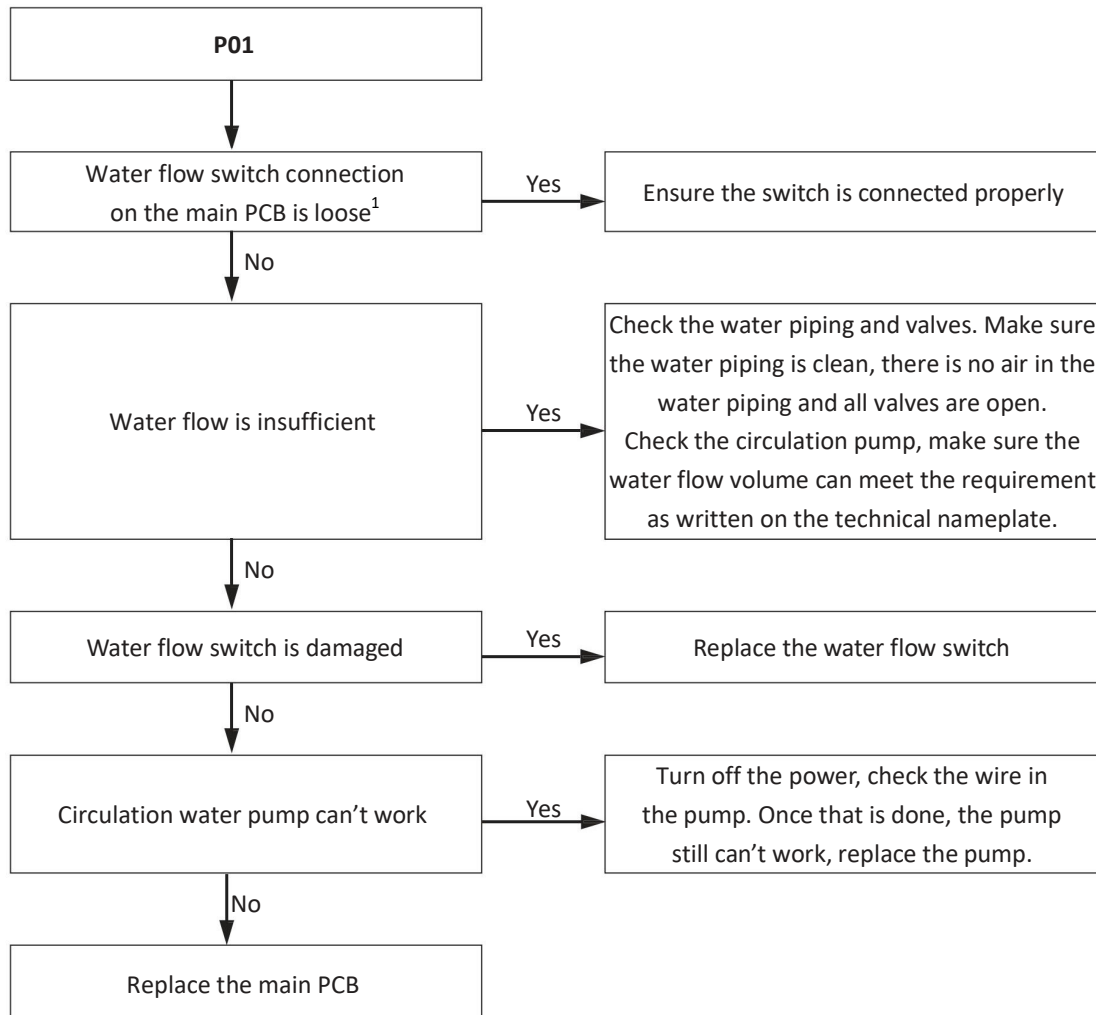 P01
Water flow switch connection
on the main PCB is loose1
Yes
Ensure the switch is connected properly
No
Water flow is insufficient
Yes
Check the water piping and valves. Make sure
the water piping is clean, there is no air in the
water piping and all valves are open.
Check the circulation pump, make sure the
water flow volume can meet the requirement
as written on the technical nameplate.
No
Water flow switch is damaged
Yes
Replace the water flow switch
No
Circulation water pump can’t work
Yes
Turn off the power, check the wire in
the pump. Once that is done, the pump
still can’t work, replace the pump.
No
Replace the main PCB